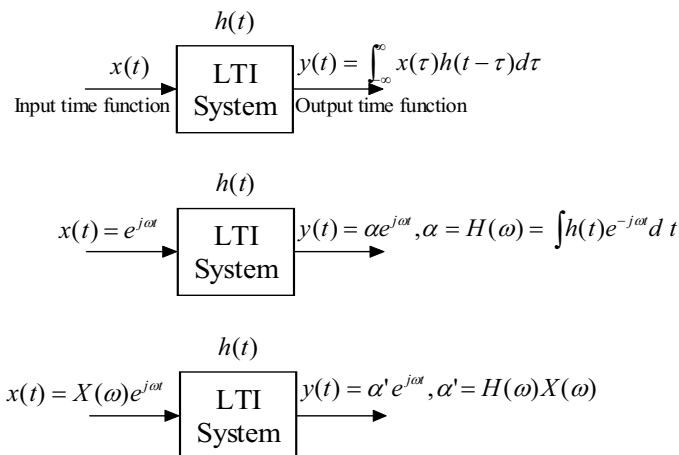 h(t)
x(t)
LTI
System
y(t) = ∫_{-∞}^{∞} x(τ)h(t − τ)dτ
Input time function
Output time function
h(t)
x(t) = e^{jωt}
LTI
System
y(t) = αe^{jωt}, α = H(ω) = ∫h(t)e^{−jωt}d t
h(t)
x(t) = X(ω)e^{jωt}
LTI
System
y(t) = α'e^{jωt}, α' = H(ω)X(ω)